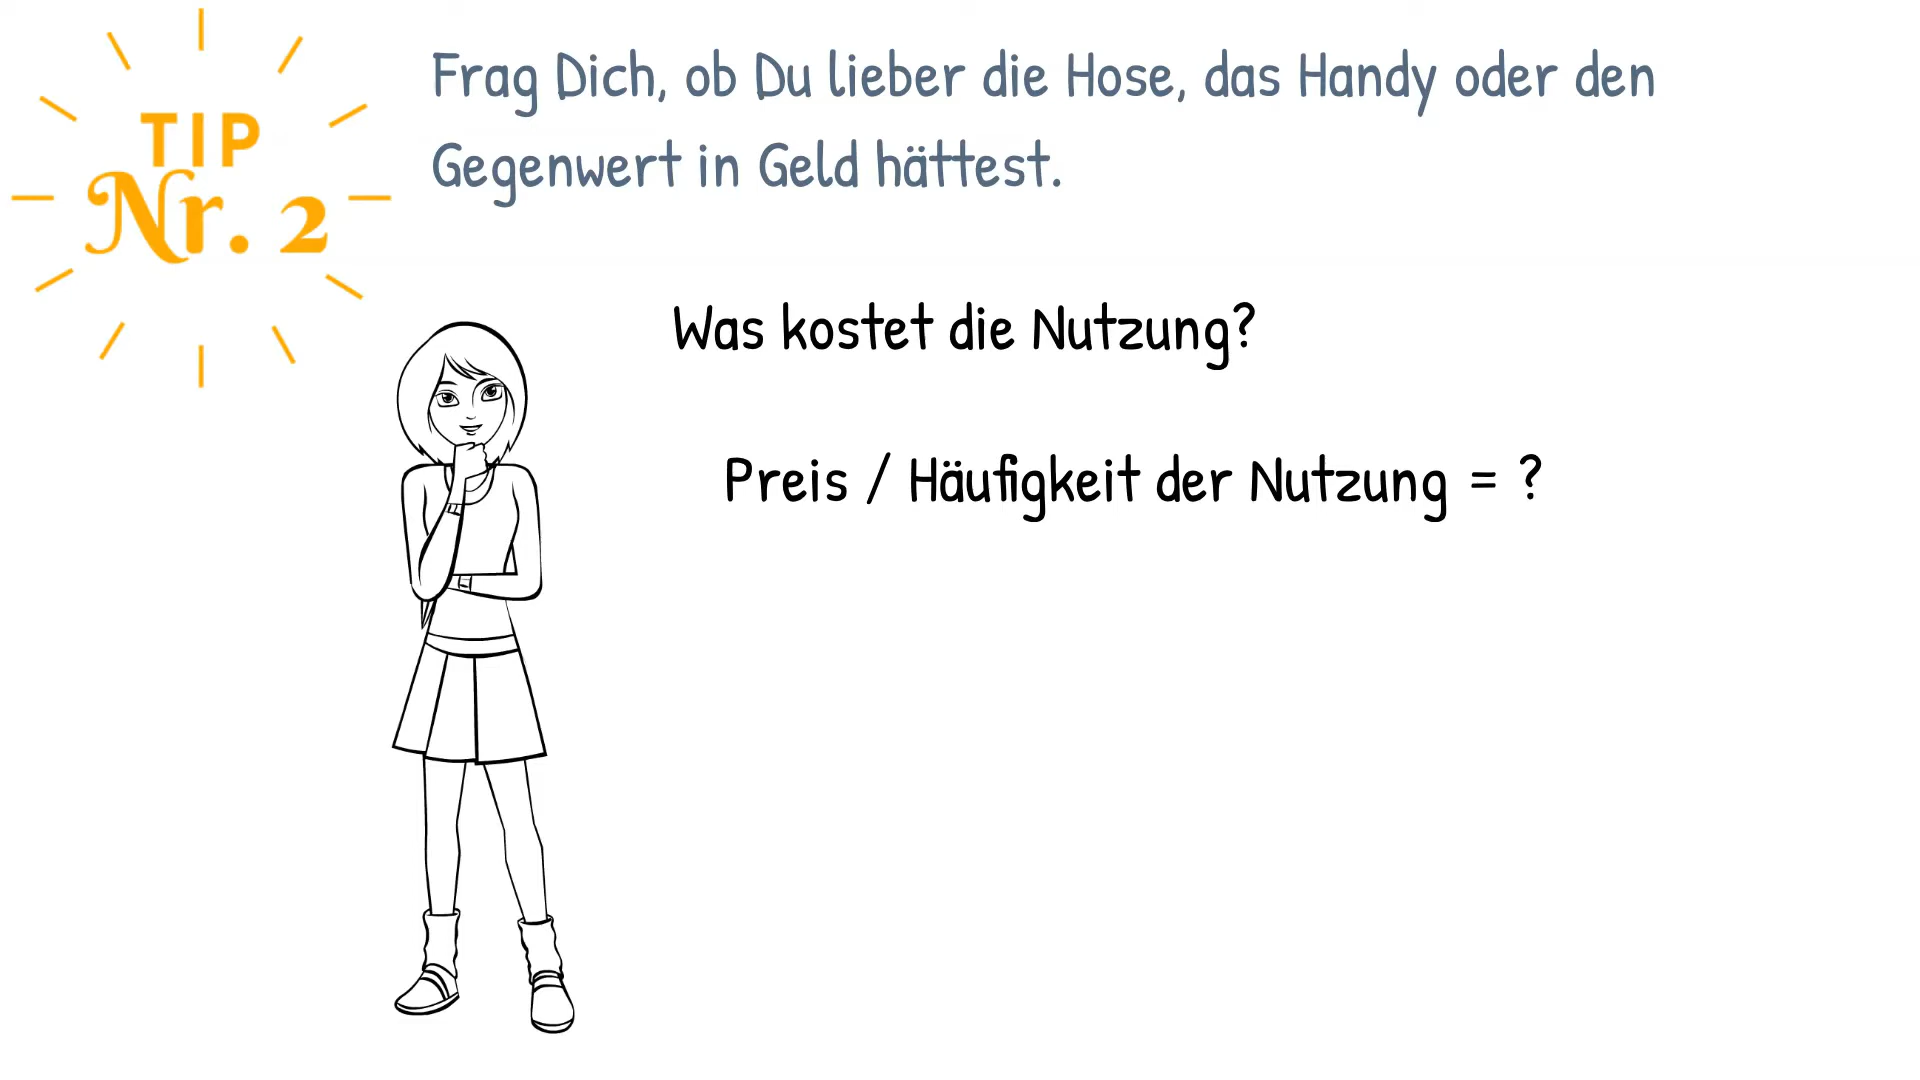 TIP
Nr. 2
Frag Dich, ob Du lieber die Hose, das Handy oder den
Gegenwert in Geld hättest.
Was kostet die Nutzung?
Preis / Häufigkeit der Nutzung = ?